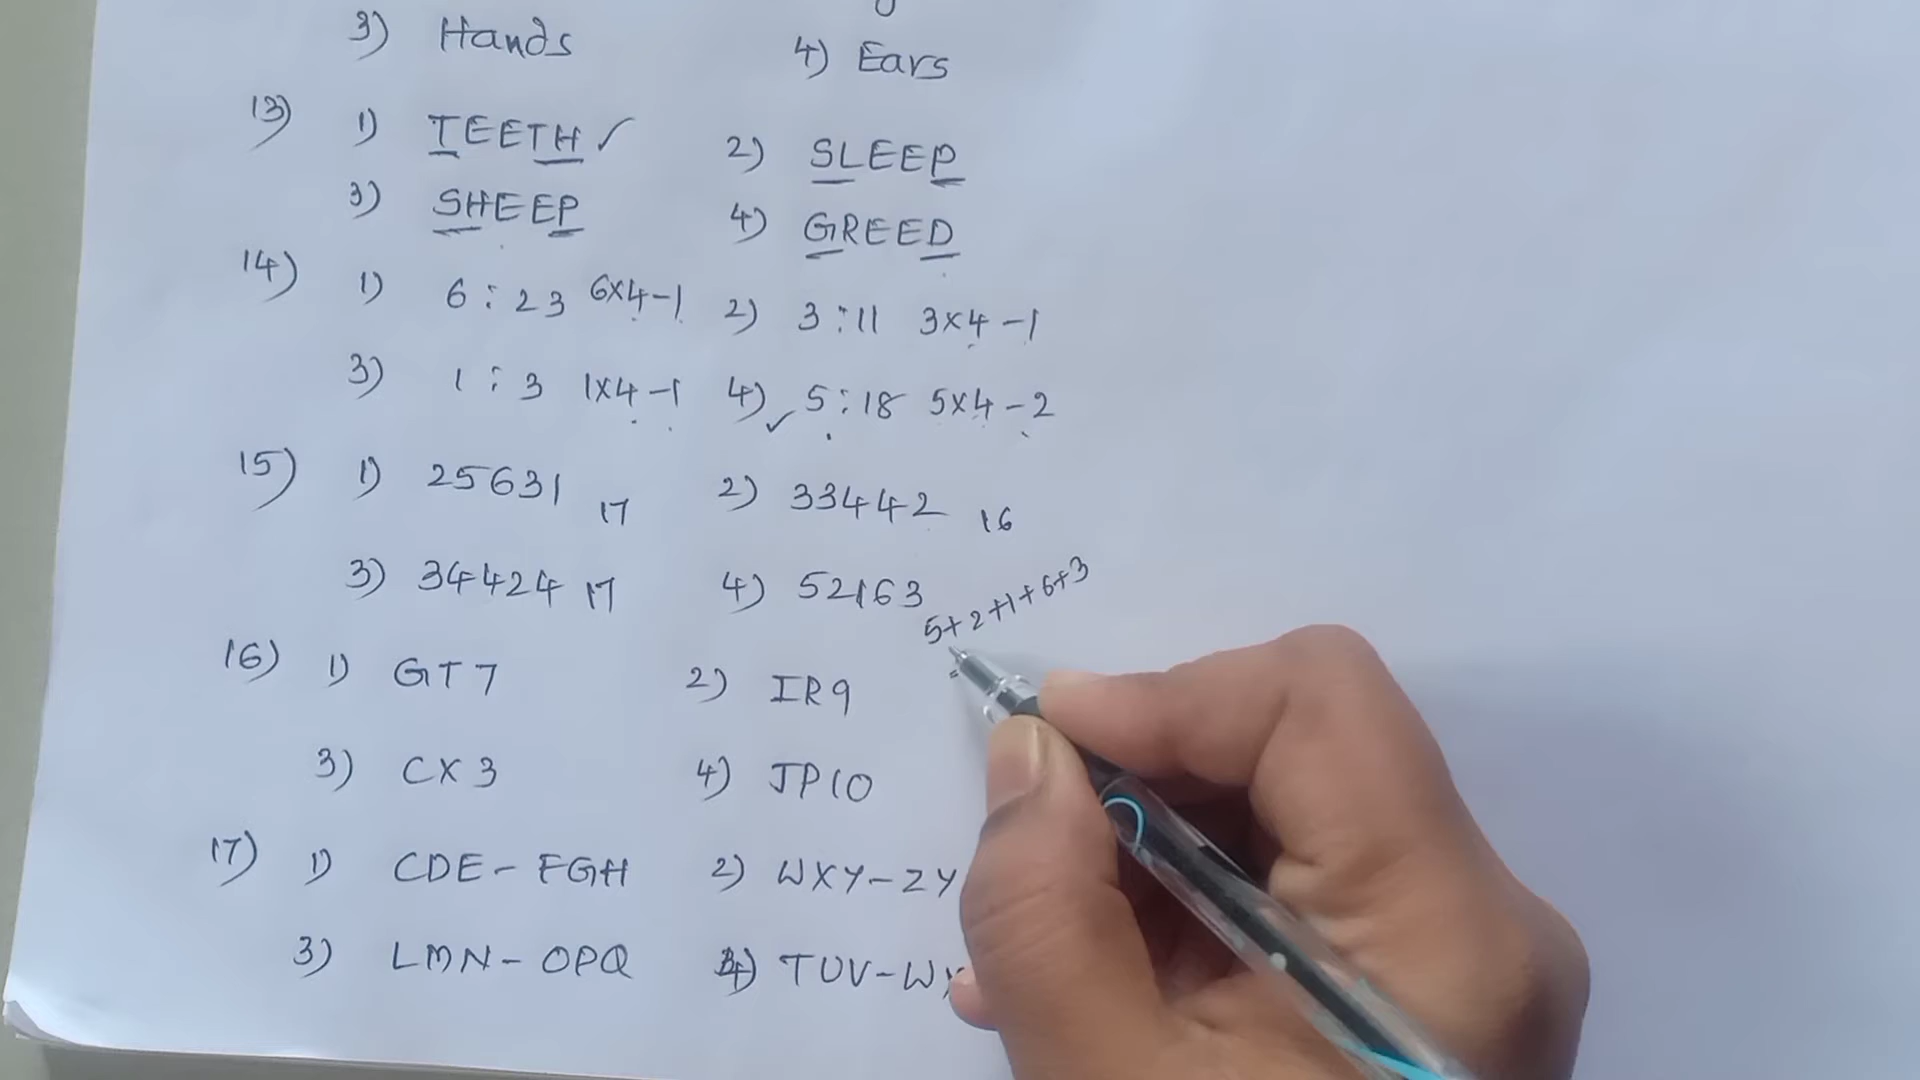 3) Hands 4) Ears
13) 1) TEETH ✓ 2) SLEEP
3) SHEEP 4) GREED
14) 1) 6 : 23 6x4-1 2) 3 : 11 3x4-1
3) 1 : 3 1x4-1 4) ✓ 5 : 18 5x4-2
15) 1) 25631 17 2) 33442 16
3) 34424 17 4) 52163 5+2+1+6+3
=
16) 1) GT7 2) IR9
3) CX3 4) JP10
17) 1) CDE-FGH 2) WXY-ZY
3) LMN-OPQ 4) TUV-WX